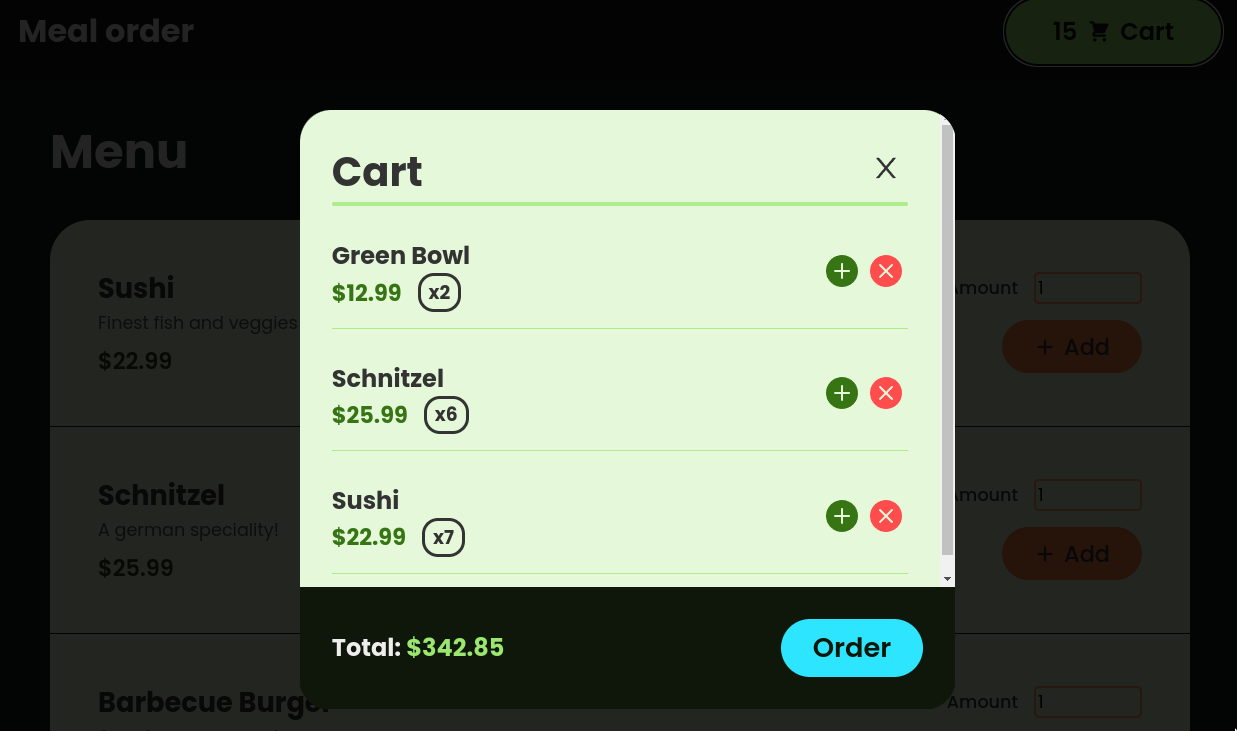 Meal order
15 Cart
Menu
Cart
X
Green Bowl
$12.99 x2
Schnitzel
$25.99 x6
Sushi
$22.99 x7
Total: $342.85
Order
Sushi
Finest fish and veggies
$22.99
Amount 1
+ Add
Schnitzel
A german speciality!
$25.99
Amount 1
+ Add
Barbecue Burger
Amount 1